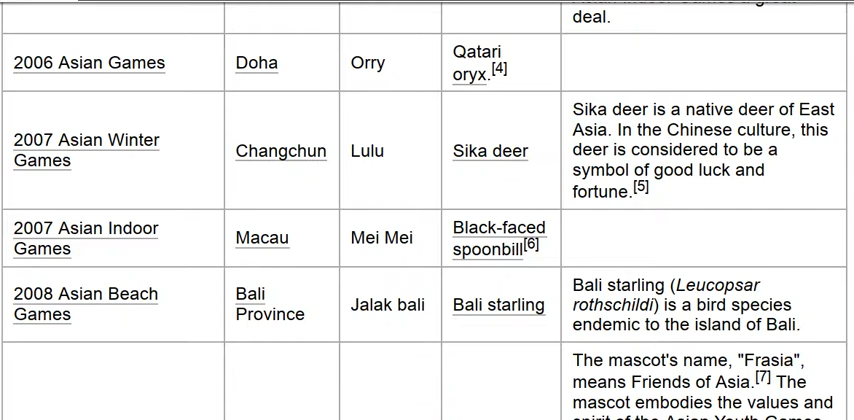 deal.
2006 Asian Games
Doha
Orry
Qatari
oryx.[4]
2007 Asian Winter
Games
Changchun
Lulu
Sika deer
Sika deer is a native deer of East
Asia. In the Chinese culture, this
deer is considered to be a
symbol of good luck and
fortune.[5]
2007 Asian Indoor
Games
Macau
Mei Mei
Black-faced
spoonbill[6]
2008 Asian Beach
Games
Bali
Province
Jalak bali
Bali starling
Bali starling (Leucopsar
rothschildi) is a bird species
endemic to the island of Bali.
The mascot's name, "Frasia",
means Friends of Asia.[7] The
mascot embodies the values and